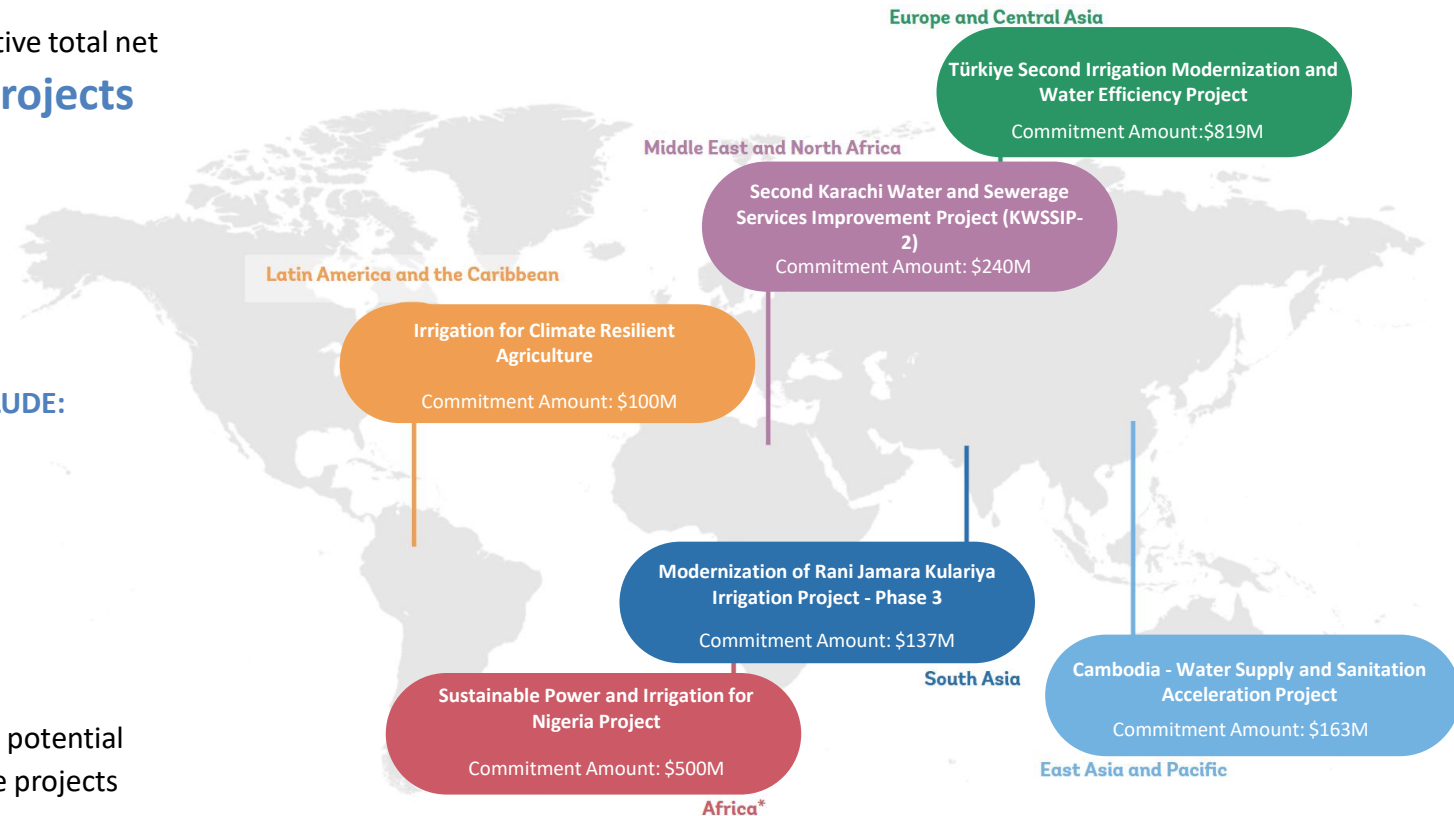 tive total net
rojects
LUDE:
potential
e projects
Europe and Central Asia
Türkiye Second Irrigation Modernization and
Water Efficiency Project
Commitment Amount:$819M
Middle East and North Africa
Second Karachi Water and Sewerage
Services Improvement Project (KWSSIP-
2)
Commitment Amount: $240M
Latin America and the Caribbean
Irrigation for Climate Resilient
Agriculture
Commitment Amount: $100M
Modernization of Rani Jamara Kulariya
Irrigation Project - Phase 3
Commitment Amount: $137M
South Asia
Sustainable Power and Irrigation for
Nigeria Project
Commitment Amount: $500M
Africa*
Cambodia - Water Supply and Sanitation
Acceleration Project
Commitment Amount: $163M
East Asia and Pacific